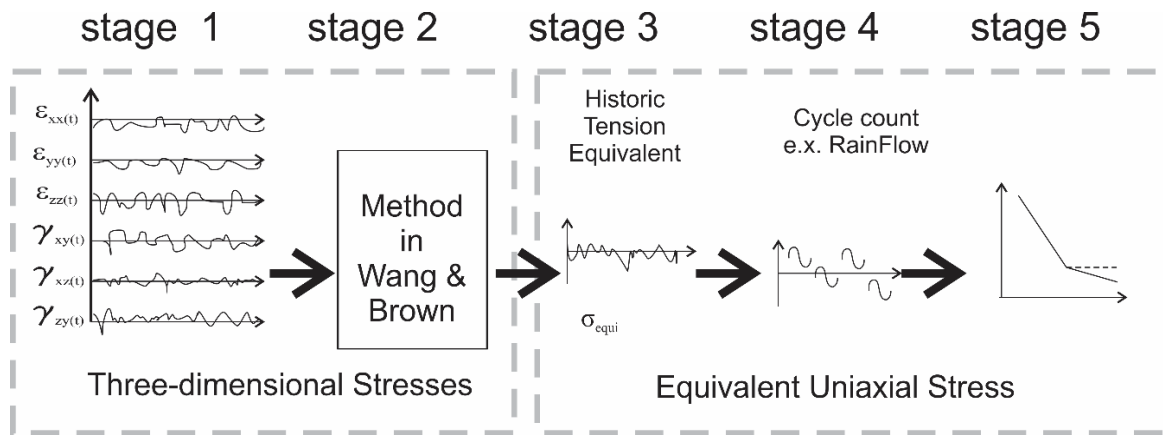 stage 1 stage 2 stage 3 stage 4 stage 5
εxx(t)
εyy(t)
εzz(t)
γxy(t)
γxz(t)
γzy(t)
Three-dimensional Stresses
Method
in
Wang &
Brown
Historic
Tension
Equivalent
σequi
Cycle count
e.x. RainFlow
Equivalent Uniaxial Stress